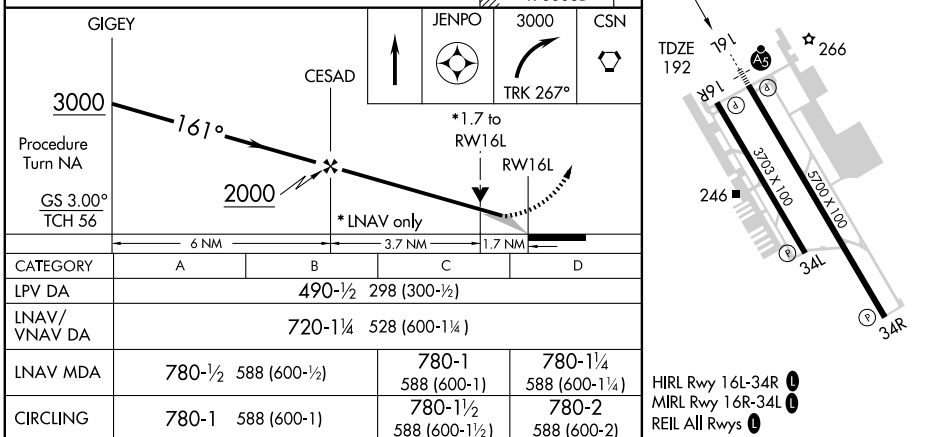 GIGEY
CESAD
JENPO
3000
TRK 267°
CSN
3000
161°
Procedure
Turn NA
GS 3.00°
TCH 56
2000
*1.7 to
RW16L
RW16L
* LNAV only
6 NM
3.7 NM
1.7 NM
CATEGORY A B C D
LPV DA 490-½ 298 (300-½)
LNAV/
VNAV DA 720-1¼ 528 (600-1¼)
LNAV MDA 780-½ 588 (600-½) 780-1 588 (600-1) 780-1¼ 588 (600-1¼)
CIRCLING 780-1 588 (600-1) 780-1½ 588 (600-1½) 780-2 588 (600-2)
TDZE
192
16L
A5
266
16R
P
P
3703 X 100
5700 X 100
246
P
34L
P
34R
HIRL Rwy 16L-34R L
MIRL Rwy 16R-34L L
REIL All Rwys L